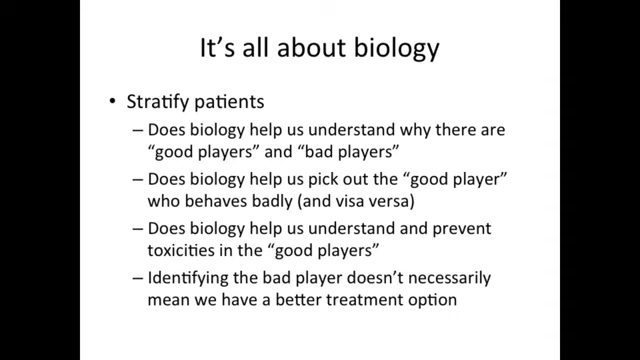 It's all about biology
• Stratify patients
– Does biology help us understand why there are
“good players” and “bad players”
– Does biology help us pick out the “good player”
who behaves badly (and visa versa)
– Does biology help us understand and prevent
toxicities in the “good players”
– Identifying the bad player doesn't necessarily
mean we have a better treatment option